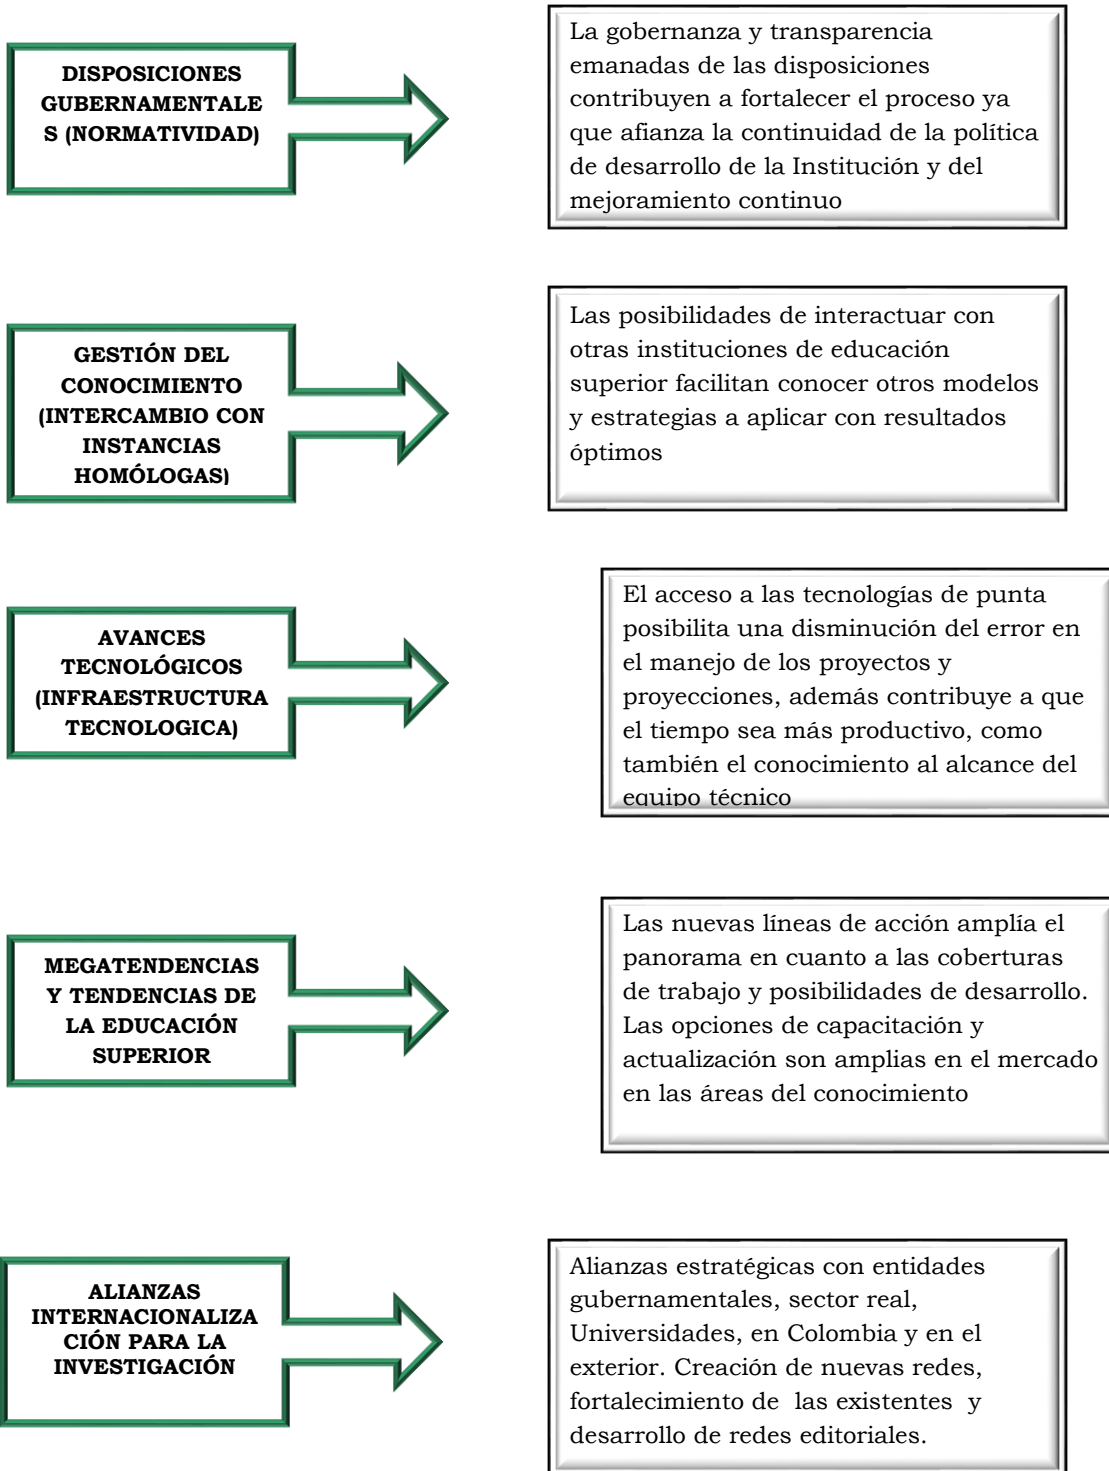 DISPOSICIONES
GUBERNAMENTALE
S (NORMATIVIDAD)
La gobernanza y transparencia
emanadas de las disposiciones
contribuyen a fortalecer el proceso ya
que afianza la continuidad de la política
de desarrollo de la Institución y del
mejoramiento continuo
GESTIÓN DEL
CONOCIMIENTO
(INTERCAMBIO CON
INSTANCIAS
HOMÓLOGAS)
Las posibilidades de interactuar con
otras instituciones de educación
superior facilitan conocer otros modelos
y estrategias a aplicar con resultados
óptimos
AVANCES
TECNOLÓGICOS
(INFRAESTRUCTURA
TECNOLOGICA)
El acceso a las tecnologías de punta
posibilita una disminución del error en
el manejo de los proyectos y
proyecciones, además contribuye a que
el tiempo sea más productivo, como
también el conocimiento al alcance del
equipo técnico
MEGATENDENCIAS
Y TENDENCIAS DE
LA EDUCACIÓN
SUPERIOR
Las nuevas líneas de acción amplía el
panorama en cuanto a las coberturas
de trabajo y posibilidades de desarrollo.
Las opciones de capacitación y
actualización son amplias en el mercado
en las áreas del conocimiento
ALIANZAS
INTERNACIONALIZA
CIÓN PARA LA
INVESTIGACIÓN
Alianzas estratégicas con entidades
gubernamentales, sector real,
Universidades, en Colombia y en el
exterior. Creación de nuevas redes,
fortalecimiento de  las existentes  y
desarrollo de redes editoriales.